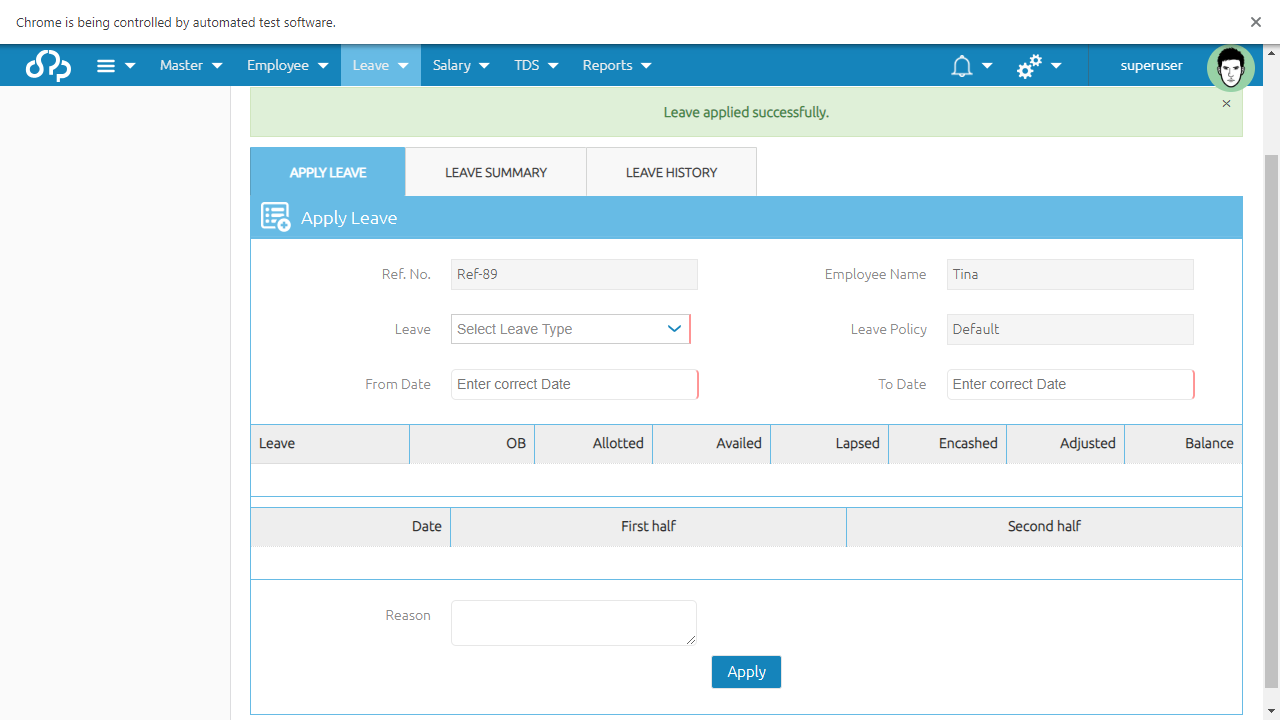 Chrome is being controlled by automated test software.
Master Employee Leave Salary TDS Reports superuser
Leave applied successfully.
APPLY LEAVE LEAVE SUMMARY LEAVE HISTORY
Apply Leave
Ref. No. Ref-89 Employee Name Tina
Leave Select Leave Type Leave Policy Default
From Date Enter correct Date To Date Enter correct Date
Leave OB Allotted Availed Lapsed Encashed Adjusted Balance
Date First half Second half
Reason
Apply